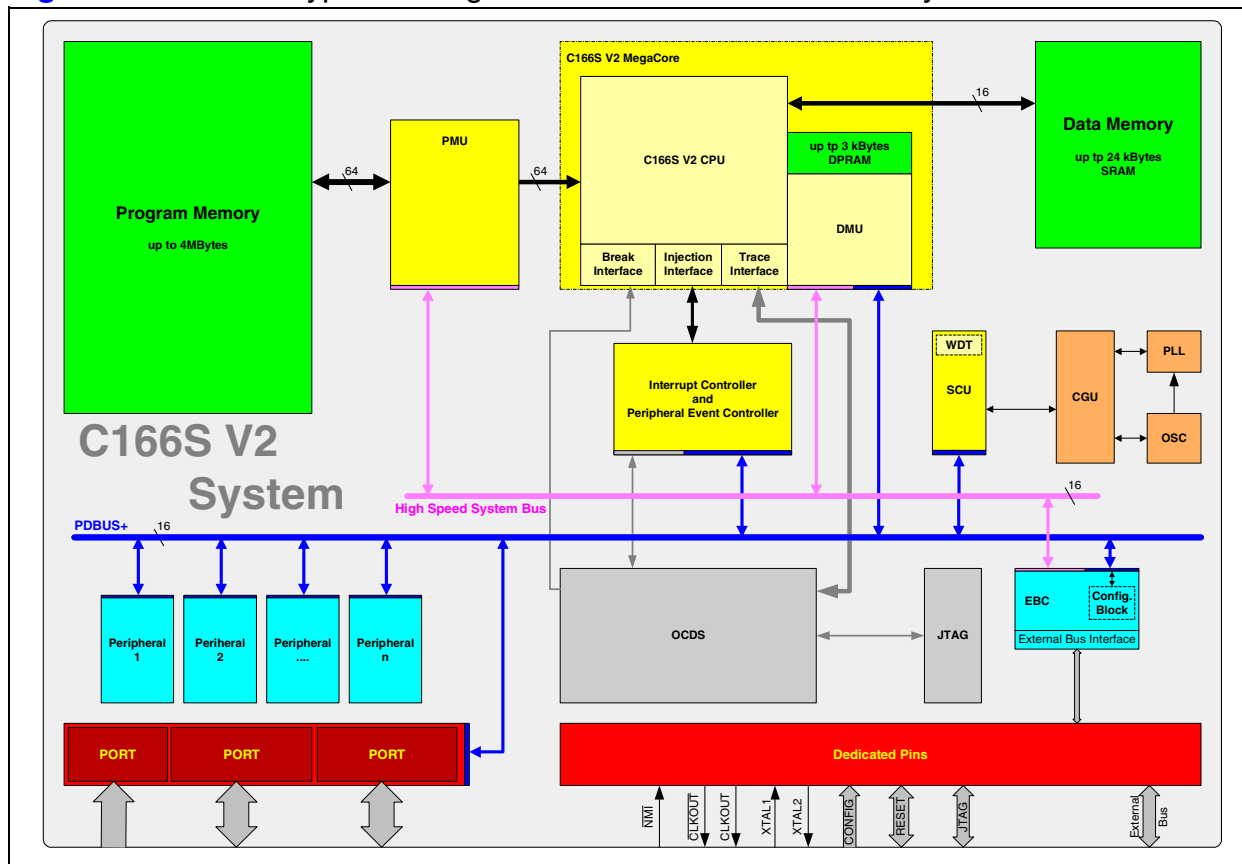 C166S V2 MegaCore
16
Program Memory
up to 4MBytes
64
PMU
64
C166S V2 CPU
up tp 3 kBytes
DPRAM
DMU
Break
Interface
Injection
Interface
Trace
Interface
Data Memory
up tp 24 kBytes
SRAM
Interrupt Controller
and
Peripheral Event Controller
WDT
SCU
CGU
PLL
OSC
C166S V2
System
High Speed System Bus
16
PDBUS+
16
Peripheral
1
Periheral
2
Peripheral
....
Peripheral
n
OCDS
JTAG
EBC
Config.
Block
External Bus Interface
PORT
PORT
PORT
Dedicated Pins
NMI
CLKOUT
CLKOUT
XTAL1
XTAL2
CONFIG
RESET
JTAG
External
Bus